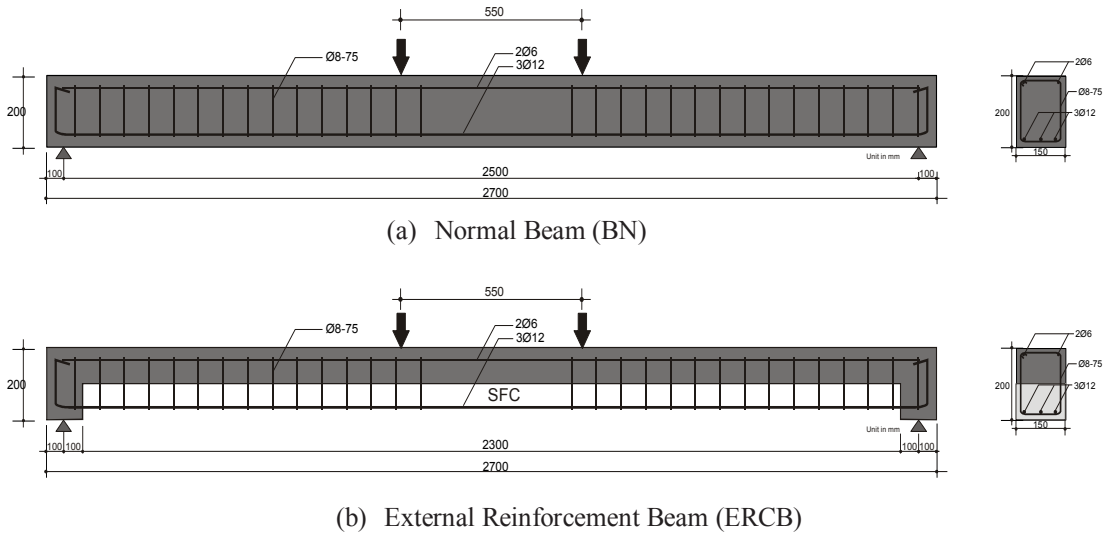 550
Ø8-75
2Ø6
3Ø12
200
2Ø6
Ø8-75
3Ø12
200
150
Unit in mm
100 2500 100
2700
(a) Normal Beam (BN)
550
Ø8-75
2Ø6
3Ø12
200
SFC
2Ø6
Ø8-75
3Ø12
200
150
Unit in mm
100 100 2300 100 100
2700
(b) External Reinforcement Beam (ERCB)